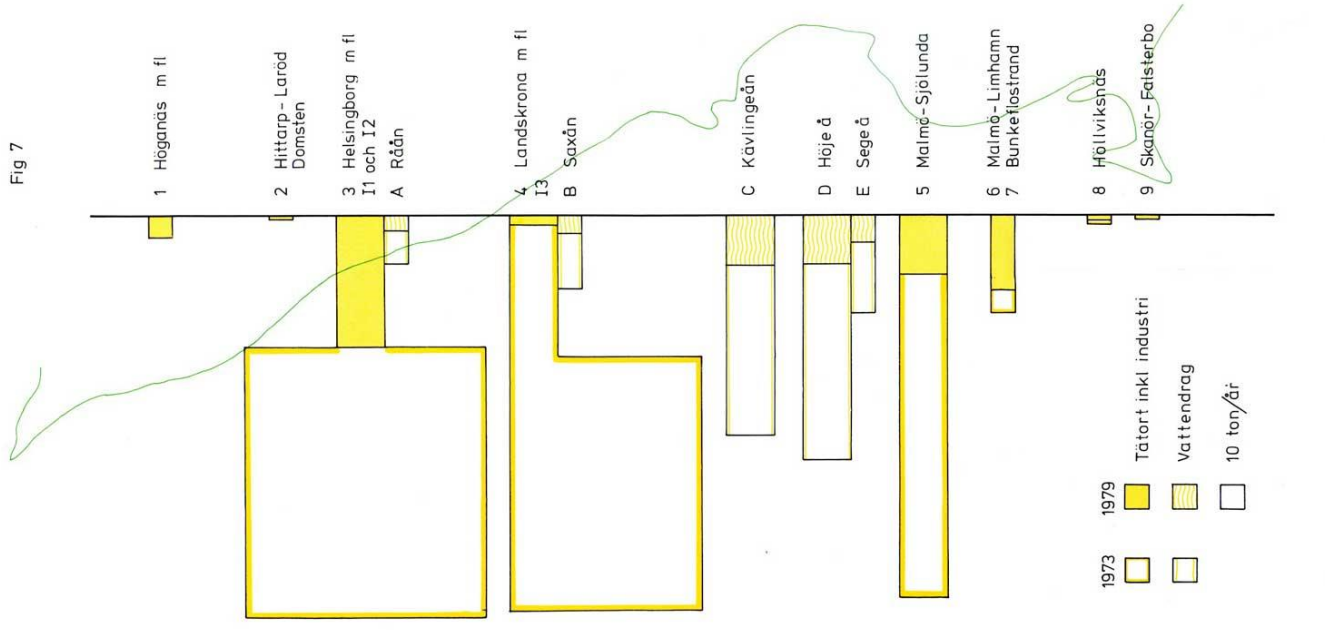 Fig 7
1 Höganäs m fl
2 Hittarp-Laröd
Domsten
3 Helsingborg m fl
I1 och I2
A Råån
4 Landskrona m fl
I3
B Saxån
C Kävlingeån
D Höje å
E Sege å
5 Malmö-Sjölunda
6 Malmö-Limhamn
7 Bunkeflostrand
8 Höllviksnäs
9 Skanör-Falsterbo
1973 1979
Tätort inkl industri
Vattendrag
10 ton/år